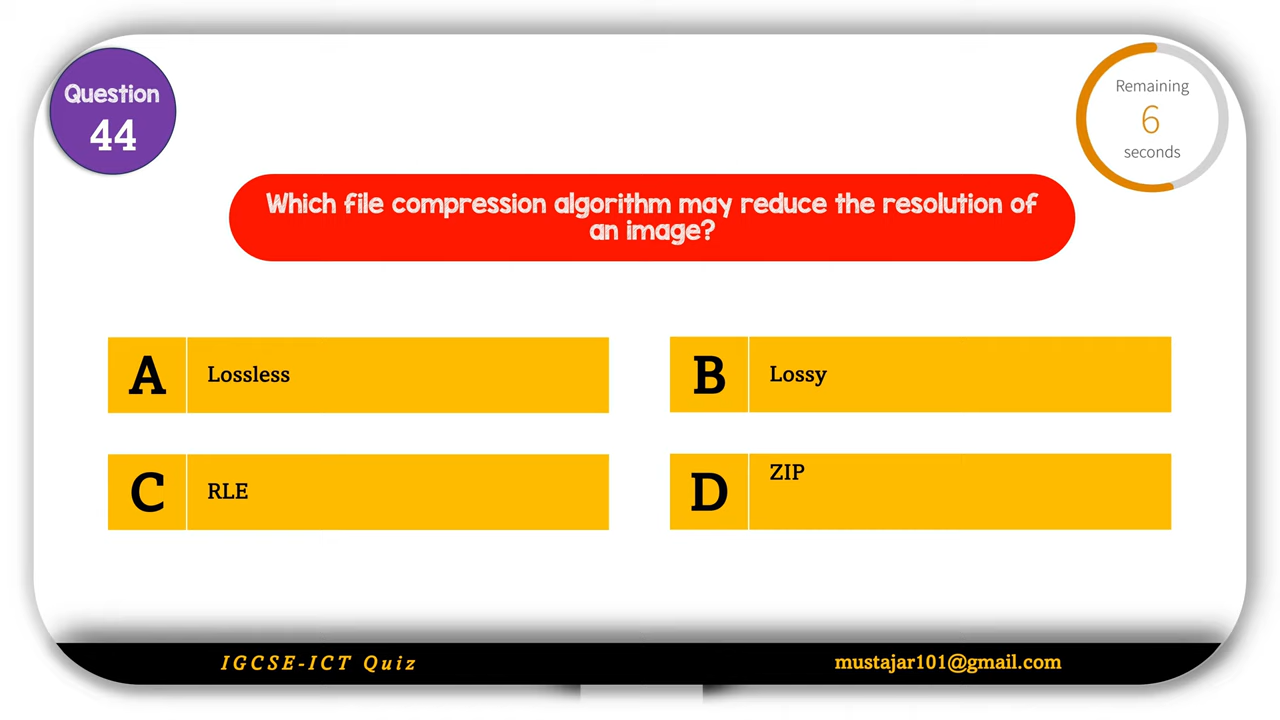 Question
44
Remaining
6
seconds
Which file compression algorithm may reduce the resolution of
an image?
A
Lossless
B
Lossy
C
RLE
D
ZIP
IGCSE-ICT Quiz
mustajar101@gmail.com